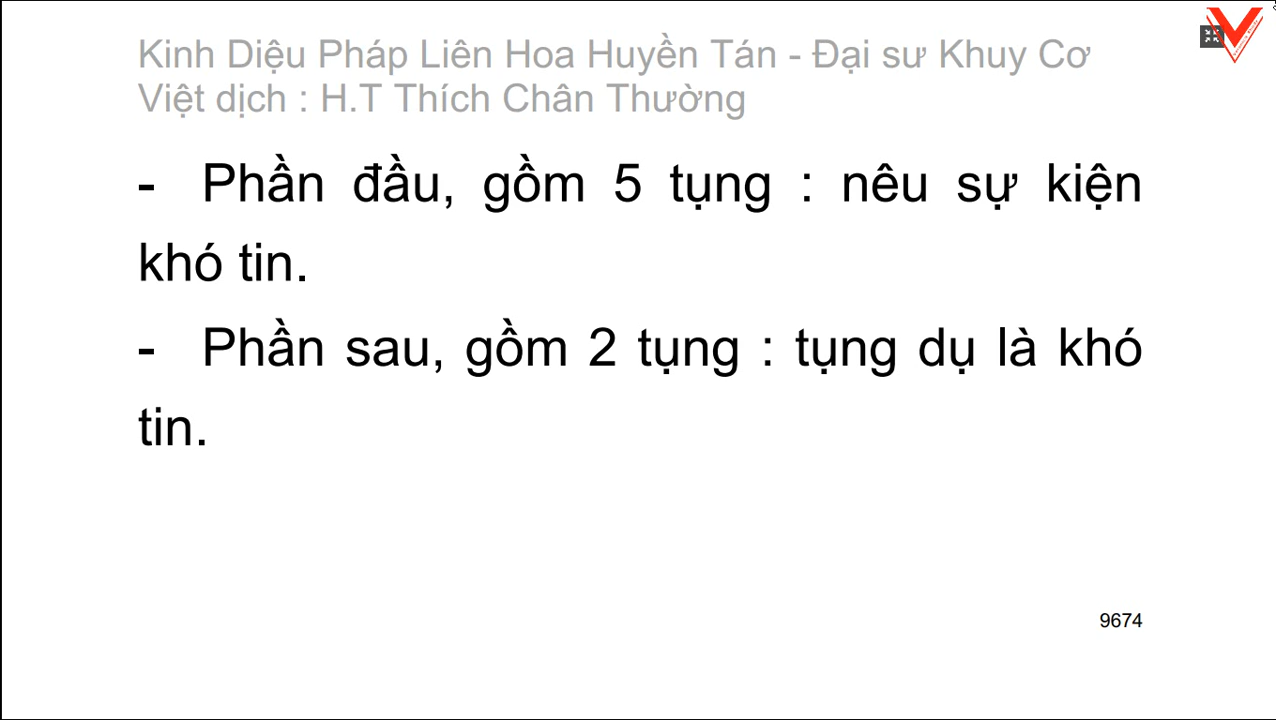 Kinh Diệu Pháp Liên Hoa Huyền Tán - Đại sư Khuy Cơ
Việt dịch : H.T Thích Chân Thường
- Phần đầu, gồm 5 tụng : nêu sự kiện
khó tin.
- Phần sau, gồm 2 tụng : tụng dụ là khó
tin.
9674